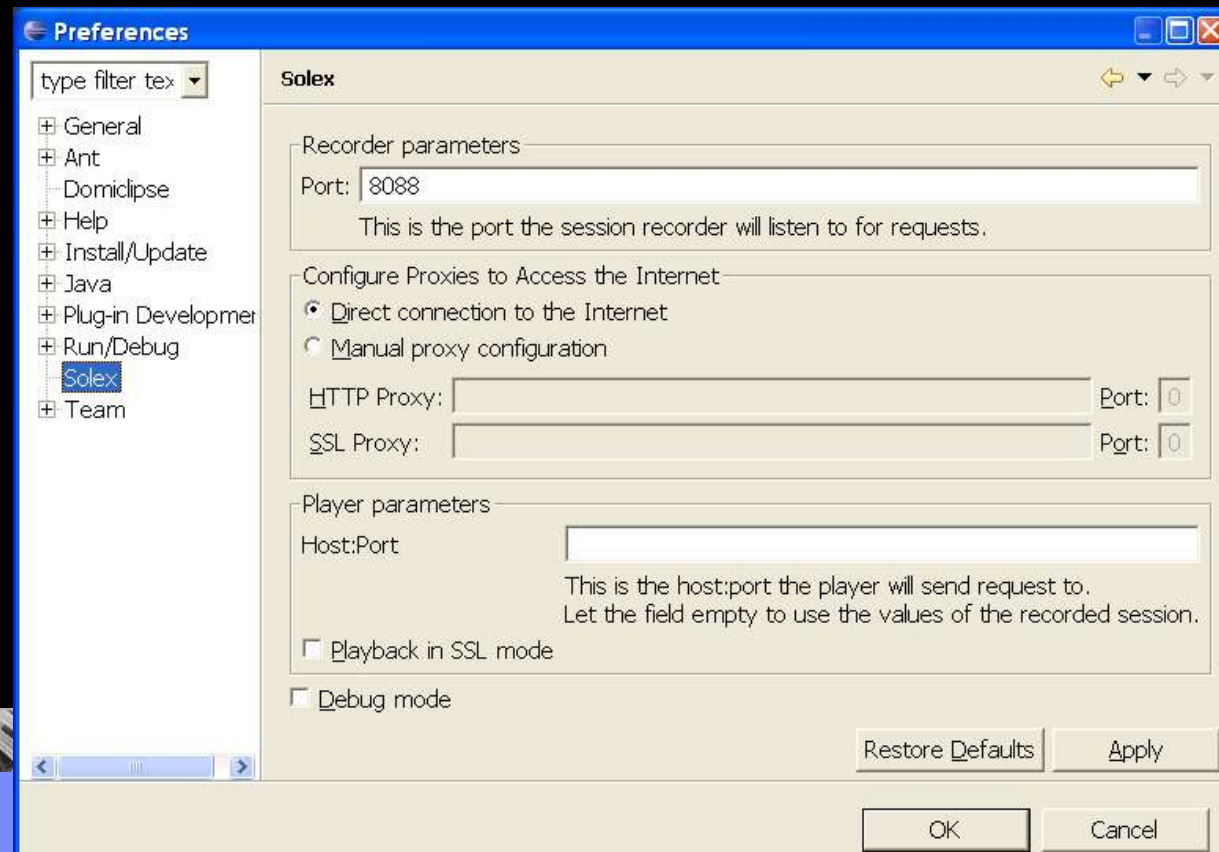 Preferences
type filter tex
Solex
General
Ant
Domiclipse
Help
Install/Update
Java
Plug-in Developmer
Run/Debug
Solex
Team
Recorder parameters
Port: 8088
This is the port the session recorder will listen to for requests.
Configure Proxies to Access the Internet
Direct connection to the Internet
Manual proxy configuration
HTTP Proxy: Port: 0
SSL Proxy: Port: 0
Player parameters
Host:Port
This is the host:port the player will send request to.
Let the field empty to use the values of the recorded session.
Playback in SSL mode
Debug mode
Restore Defaults Apply
OK Cancel